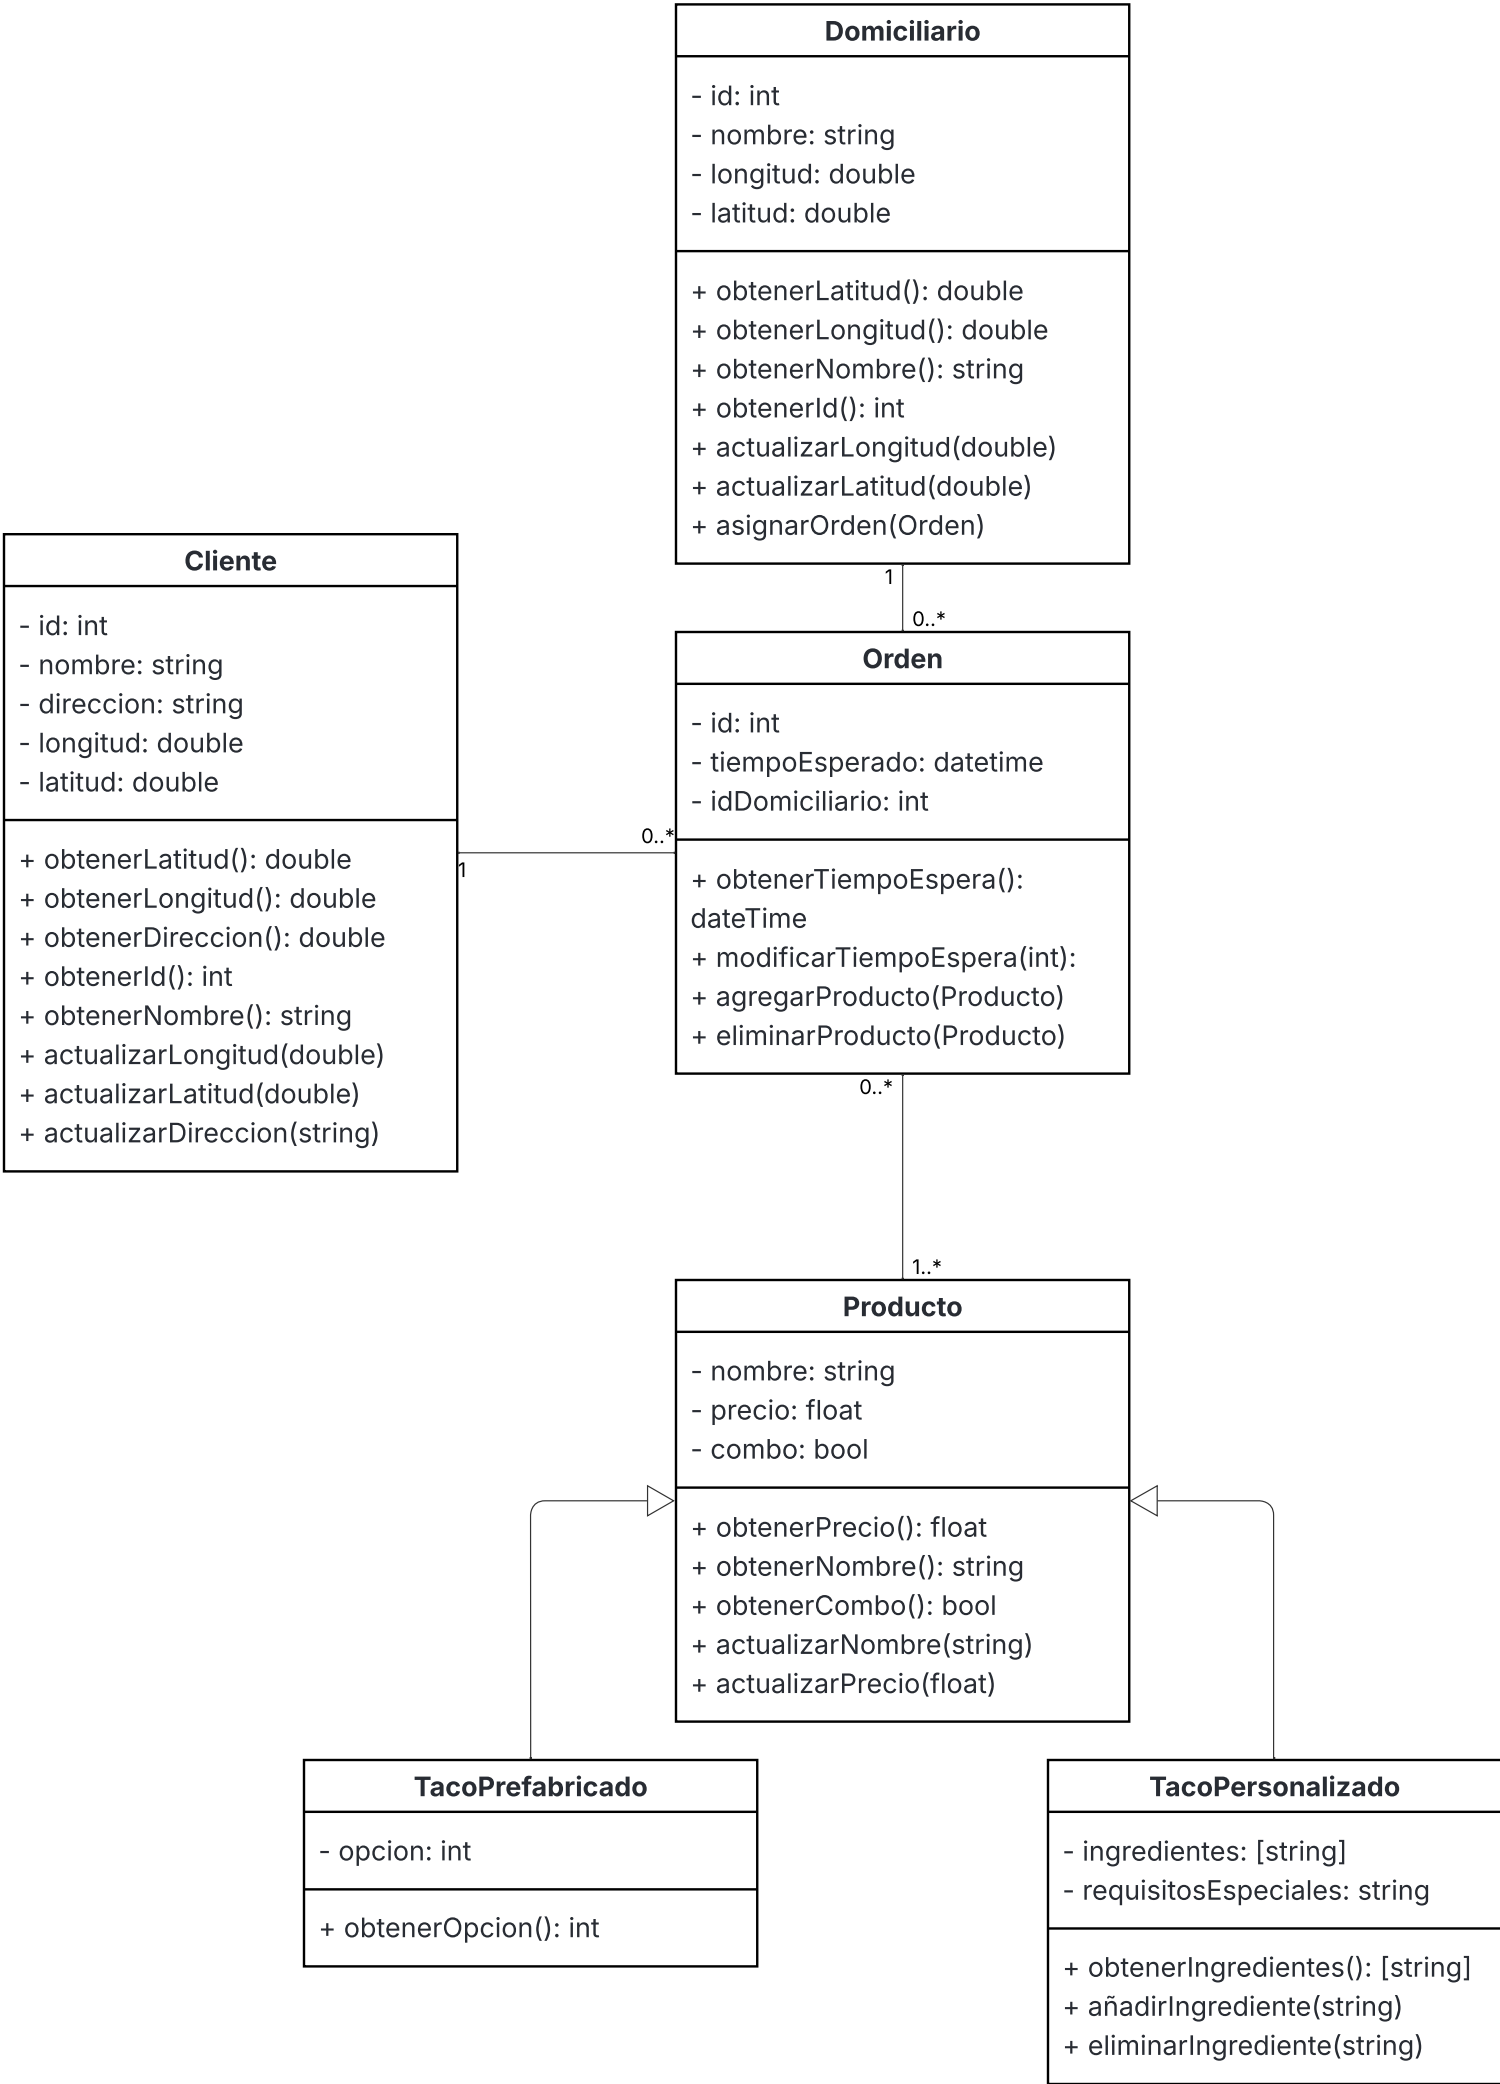 Domiciliario
- id: int
- nombre: string
- longitud: double
- latitud: double
+ obtenerLatitud(): double
+ obtenerLongitud(): double
+ obtenerNombre(): string
+ obtenerId(): int
+ actualizarLongitud(double)
+ actualizarLatitud(double)
+ asignarOrden(Orden)
1
0..*
Cliente
- id: int
- nombre: string
- direccion: string
- longitud: double
- latitud: double
+ obtenerLatitud(): double
+ obtenerLongitud(): double
+ obtenerDireccion(): double
+ obtenerId(): int
+ obtenerNombre(): string
+ actualizarLongitud(double)
+ actualizarLatitud(double)
+ actualizarDireccion(string)
1
0..*
Orden
- id: int
- tiempoEsperado: datetime
- idDomiciliario: int
+ obtenerTiempoEspera():
dateTime
+ modificarTiempoEspera(int):
+ agregarProducto(Producto)
+ eliminarProducto(Producto)
0..*
1..*
Producto
- nombre: string
- precio: float
- combo: bool
+ obtenerPrecio(): float
+ obtenerNombre(): string
+ obtenerCombo(): bool
+ actualizarNombre(string)
+ actualizarPrecio(float)
TacoPrefabricado
- opcion: int
+ obtenerOpcion(): int
TacoPersonalizado
- ingredientes: [string]
- requisitosEspeciales: string
+ obtenerIngredientes(): [string]
+ añadirIngrediente(string)
+ eliminarIngrediente(string)